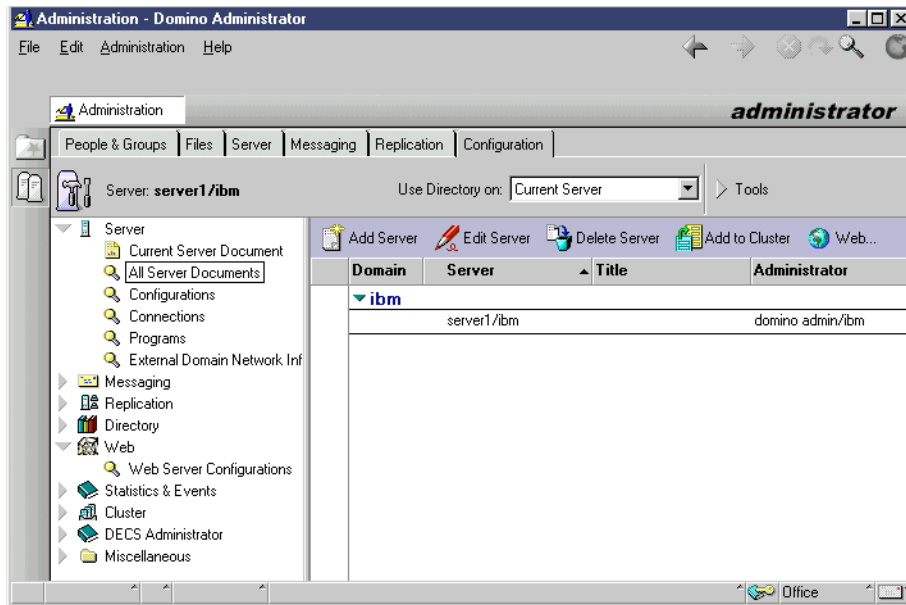 Administration - Domino Administrator
File Edit Administration Help
Administration
administrator
People & Groups Files Server Messaging Replication Configuration
Server: server1/ibm Use Directory on: Current Server Tools
Server
Current Server Document
All Server Documents
Configurations
Connections
Programs
External Domain Network Inf
Messaging
Replication
Directory
Web
Web Server Configurations
Statistics & Events
Cluster
DECS Administrator
Miscellaneous
Add Server Edit Server Delete Server Add to Cluster Web...
Domain Server Title Administrator
ibm
server1/ibm domino admin/ibm
Office